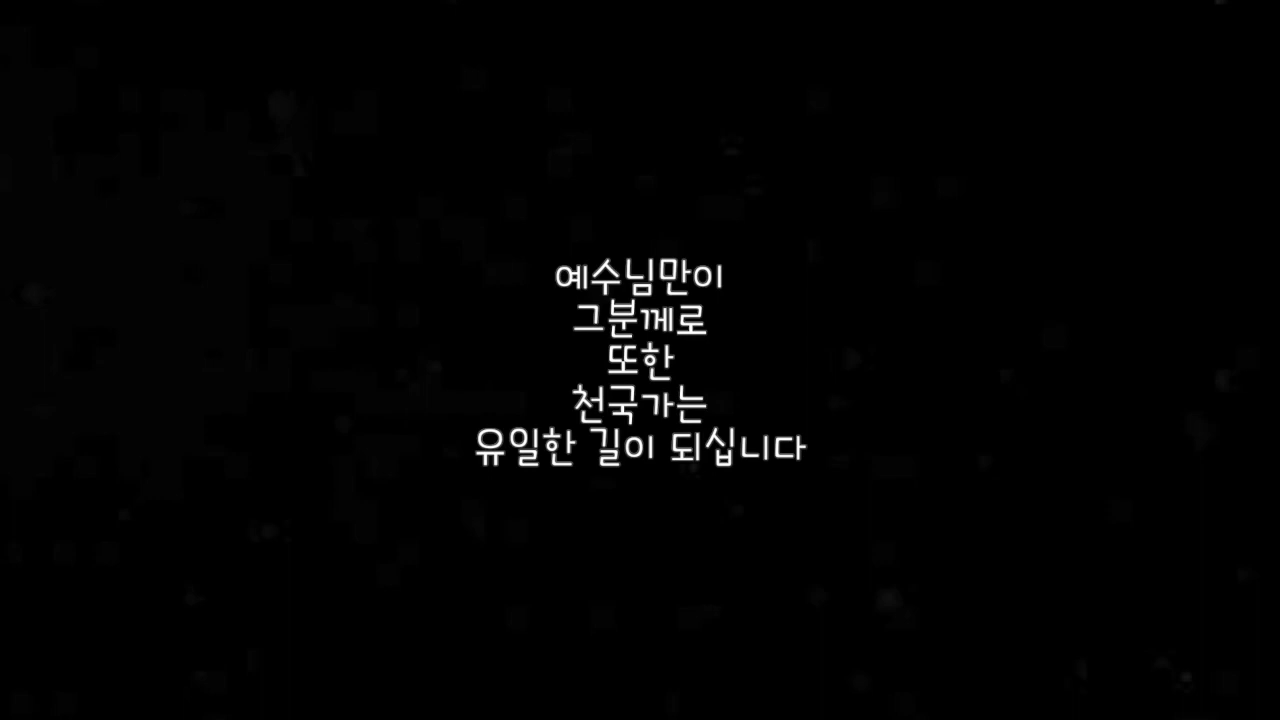 예수님만이
그분께로
또한
천국가는
유일한 길이 되십니다